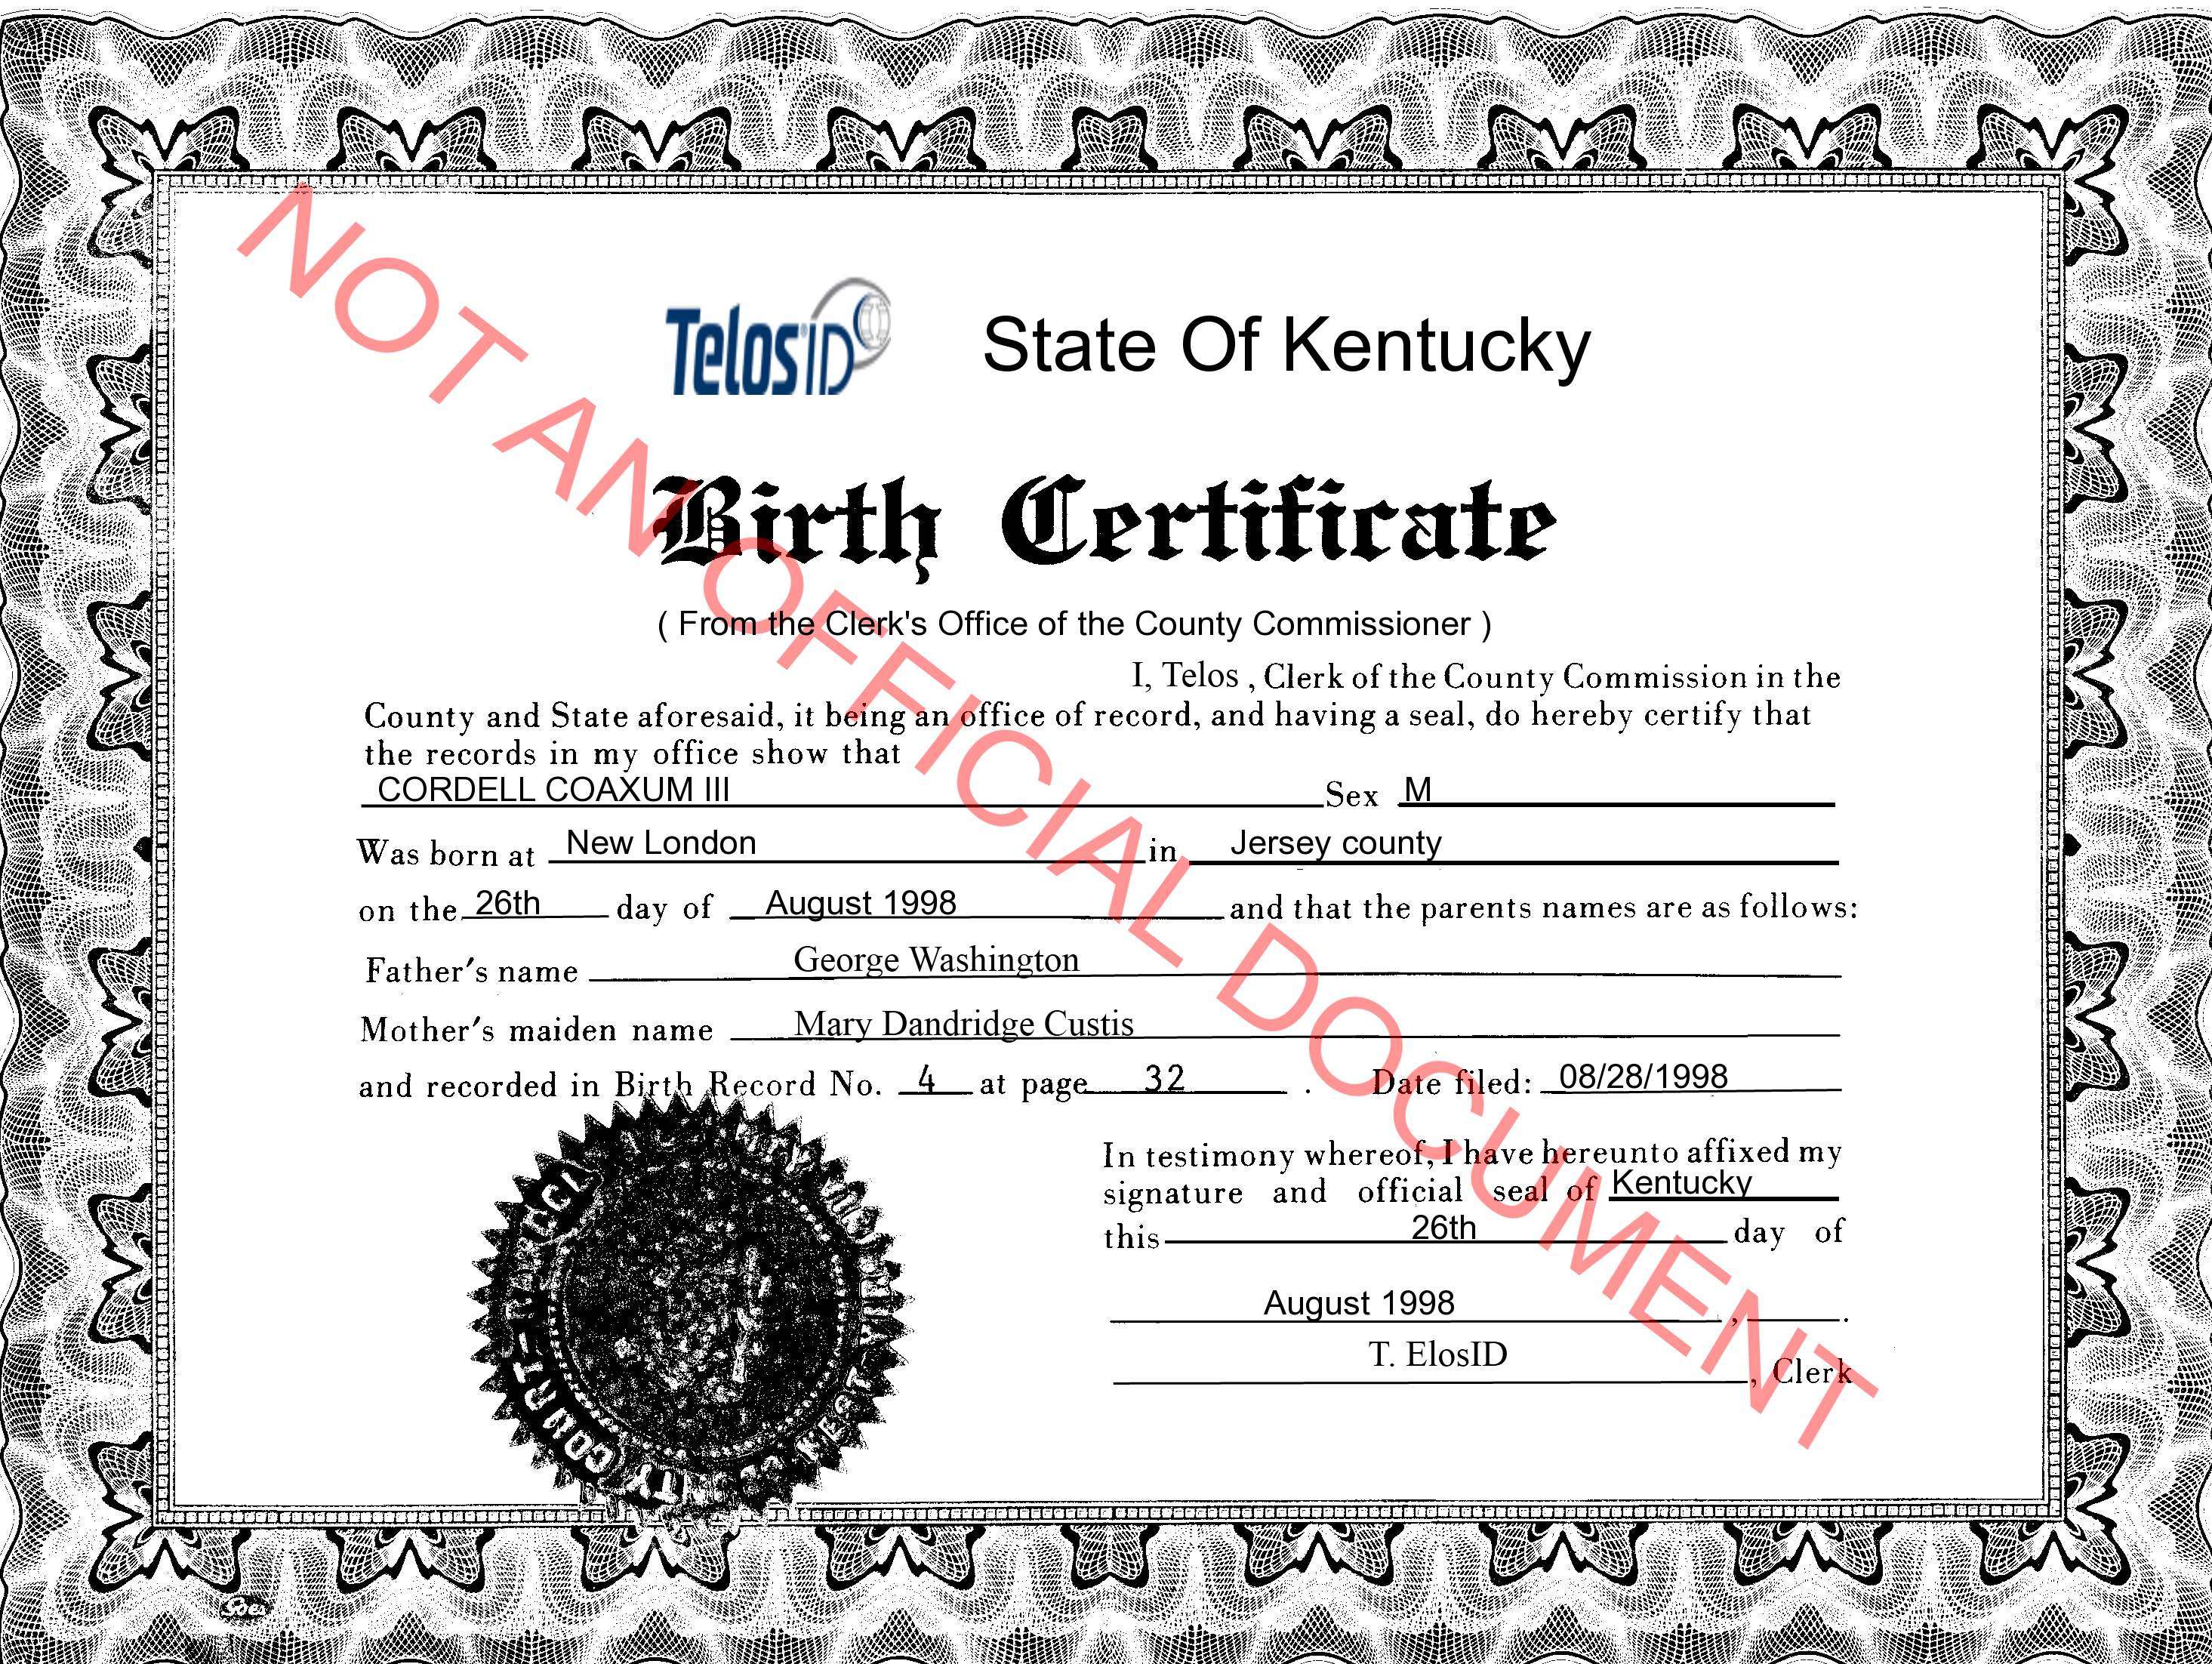 TelosID State Of Kentucky
Birth Certificate
( From the Clerk's Office of the County Commissioner )
I, Telos , Clerk of the County Commission in the
County and State aforesaid, it being an office of record, and having a seal, do hereby certify that
the records in my office show that
CORDELL COAXUM III Sex M
Was born at New London in Jersey county
on the 26th day of August 1998 and that the parents names are as follows:
Father's name George Washington
Mother's maiden name Mary Dandridge Custis
and recorded in Birth Record No. 4 at page 32 . Date filed: 08/28/1998
In testimony whereof, I have hereunto affixed my
signature and official seal of Kentucky
this 26th day of
August 1998 , .
T. ElosID , Clerk
NOT AN OFFICIAL DOCUMENT
COURT
Goes